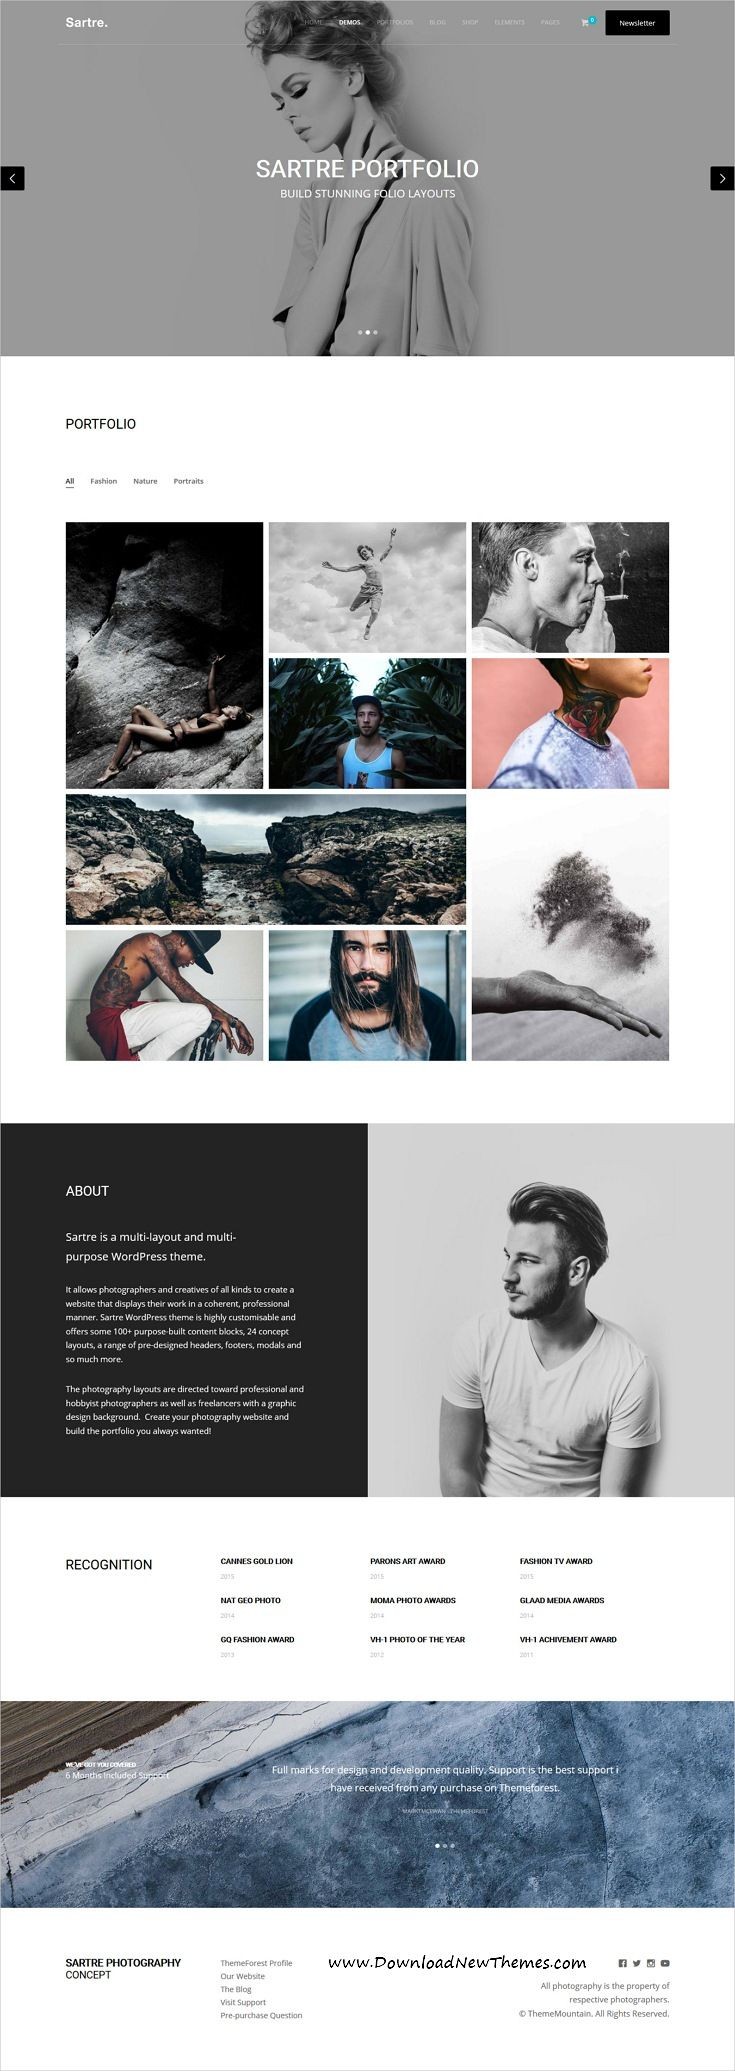 Sartre.
HOME DEMOS PORTFOLIOS BLOG SHOP ELEMENTS PAGES 0 Newsletter
SARTRE PORTFOLIO
BUILD STUNNING FOLIO LAYOUTS
PORTFOLIO
All Fashion Nature Portraits
ABOUT
Sartre is a multi-layout and multi-
purpose WordPress theme.
It allows photographers and creatives of all kinds to create a
website that displays their work in a coherent, professional
manner. Sartre WordPress theme is highly customisable and
offers some 100+ purpose-built content blocks, 24 concept
layouts, a range of pre-designed headers, footers, modals and
so much more.
The photography layouts are directed toward professional and
hobbyist photographers as well as freelancers with a graphic
design background. Create your photography website and
build the portfolio you always wanted!
RECOGNITION
CANNES GOLD LION
2015
PARONS ART AWARD
2015
FASHION TV AWARD
2015
NAT GEO PHOTO
2014
MOMA PHOTO AWARDS
2014
GLAAD MEDIA AWARDS
2014
GQ FASHION AWARD
2013
VH-1 PHOTO OF THE YEAR
2012
VH-1 ACHIVEMENT AWARD
2011
WE'VE GOT YOU COVERED
6 Months Included Support
Full marks for design and development quality. Support is the best support i
have received from any purchase on Themeforest.
THEMEFOREST
SARTRE PHOTOGRAPHY
CONCEPT
ThemeForest Profile
Our Website
The Blog
Visit Support
Pre-purchase Question
www.DownloadNewThemes.com
All photography is the property of
respective photographers.
© ThemeMountain. All Rights Reserved.